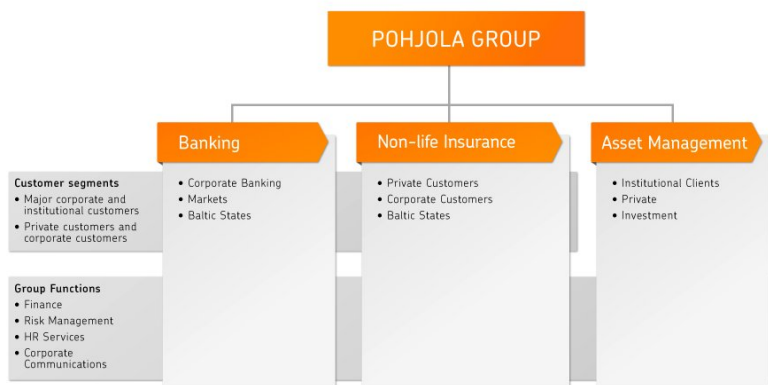 POHJOLA GROUP
Banking
Non-life Insurance
Asset Management
Customer segments
• Major corporate and
institutional customers
• Private customers and
corporate customers
• Corporate Banking
• Markets
• Baltic States
• Private Customers
• Corporate Customers
• Baltic States
• Institutional Clients
• Private
• Investment
Group Functions
• Finance
• Risk Management
• HR Services
• Corporate
Communications